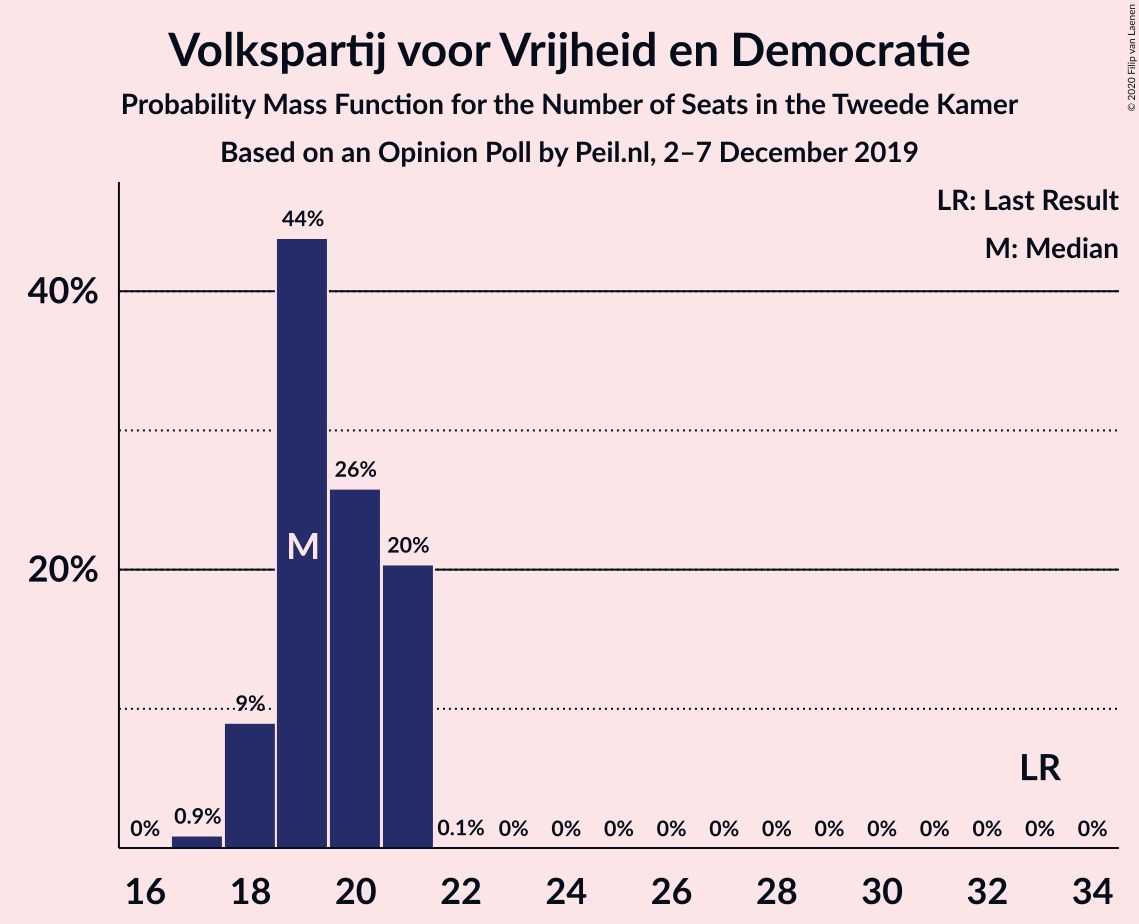 Volkspartij voor Vrijheid en Democratie
Probability Mass Function for the Number of Seats in the Tweede Kamer
Based on an Opinion Poll by Peil.nl, 2–7 December 2019
© 2020 Filip van Laenen
LR: Last Result
M: Median
44%
40%
26%
M
20%
20%
9%
LR
0% 0.9% 0.1% 0% 0% 0% 0% 0% 0% 0% 0% 0% 0% 0% 0%
16 18 20 22 24 26 28 30 32 34